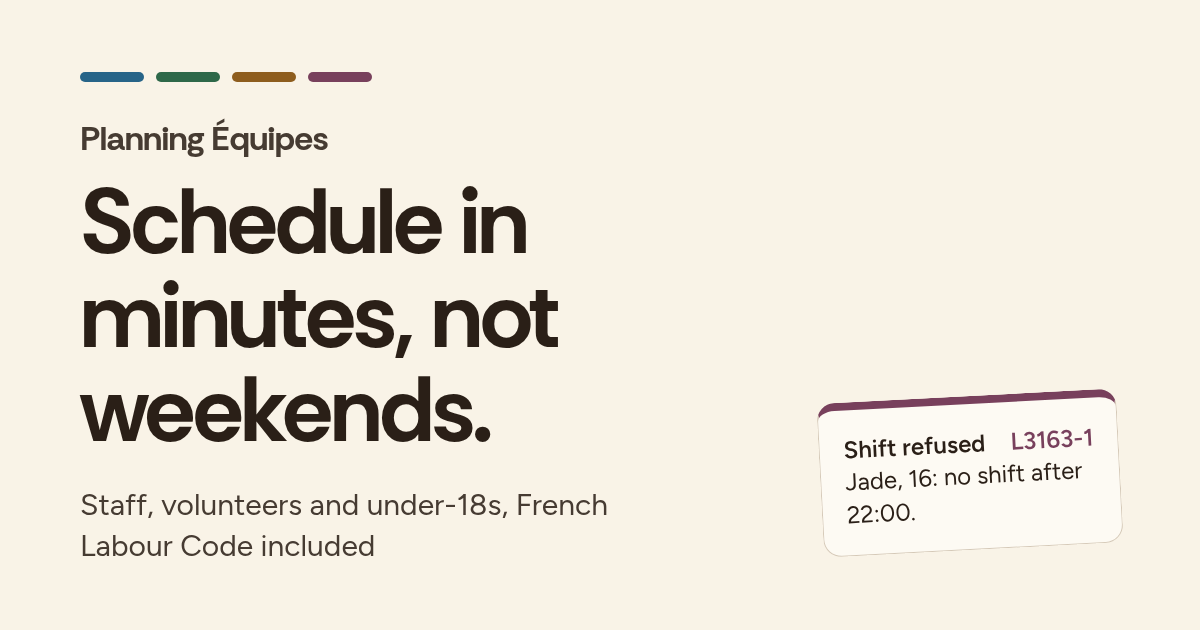 Planning Équipes
Schedule in
minutes, not
weekends.
Staff, volunteers and under-18s, French
Labour Code included
Shift refused L3163-1
Jade, 16: no shift after
22:00.